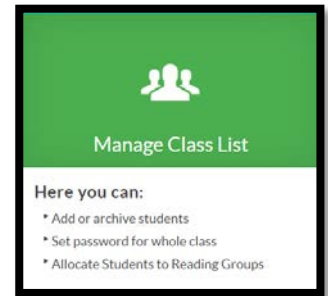 Manage Class List
Here you can:
* Add or archive students
* Set password for whole class
* Allocate Students to Reading Groups